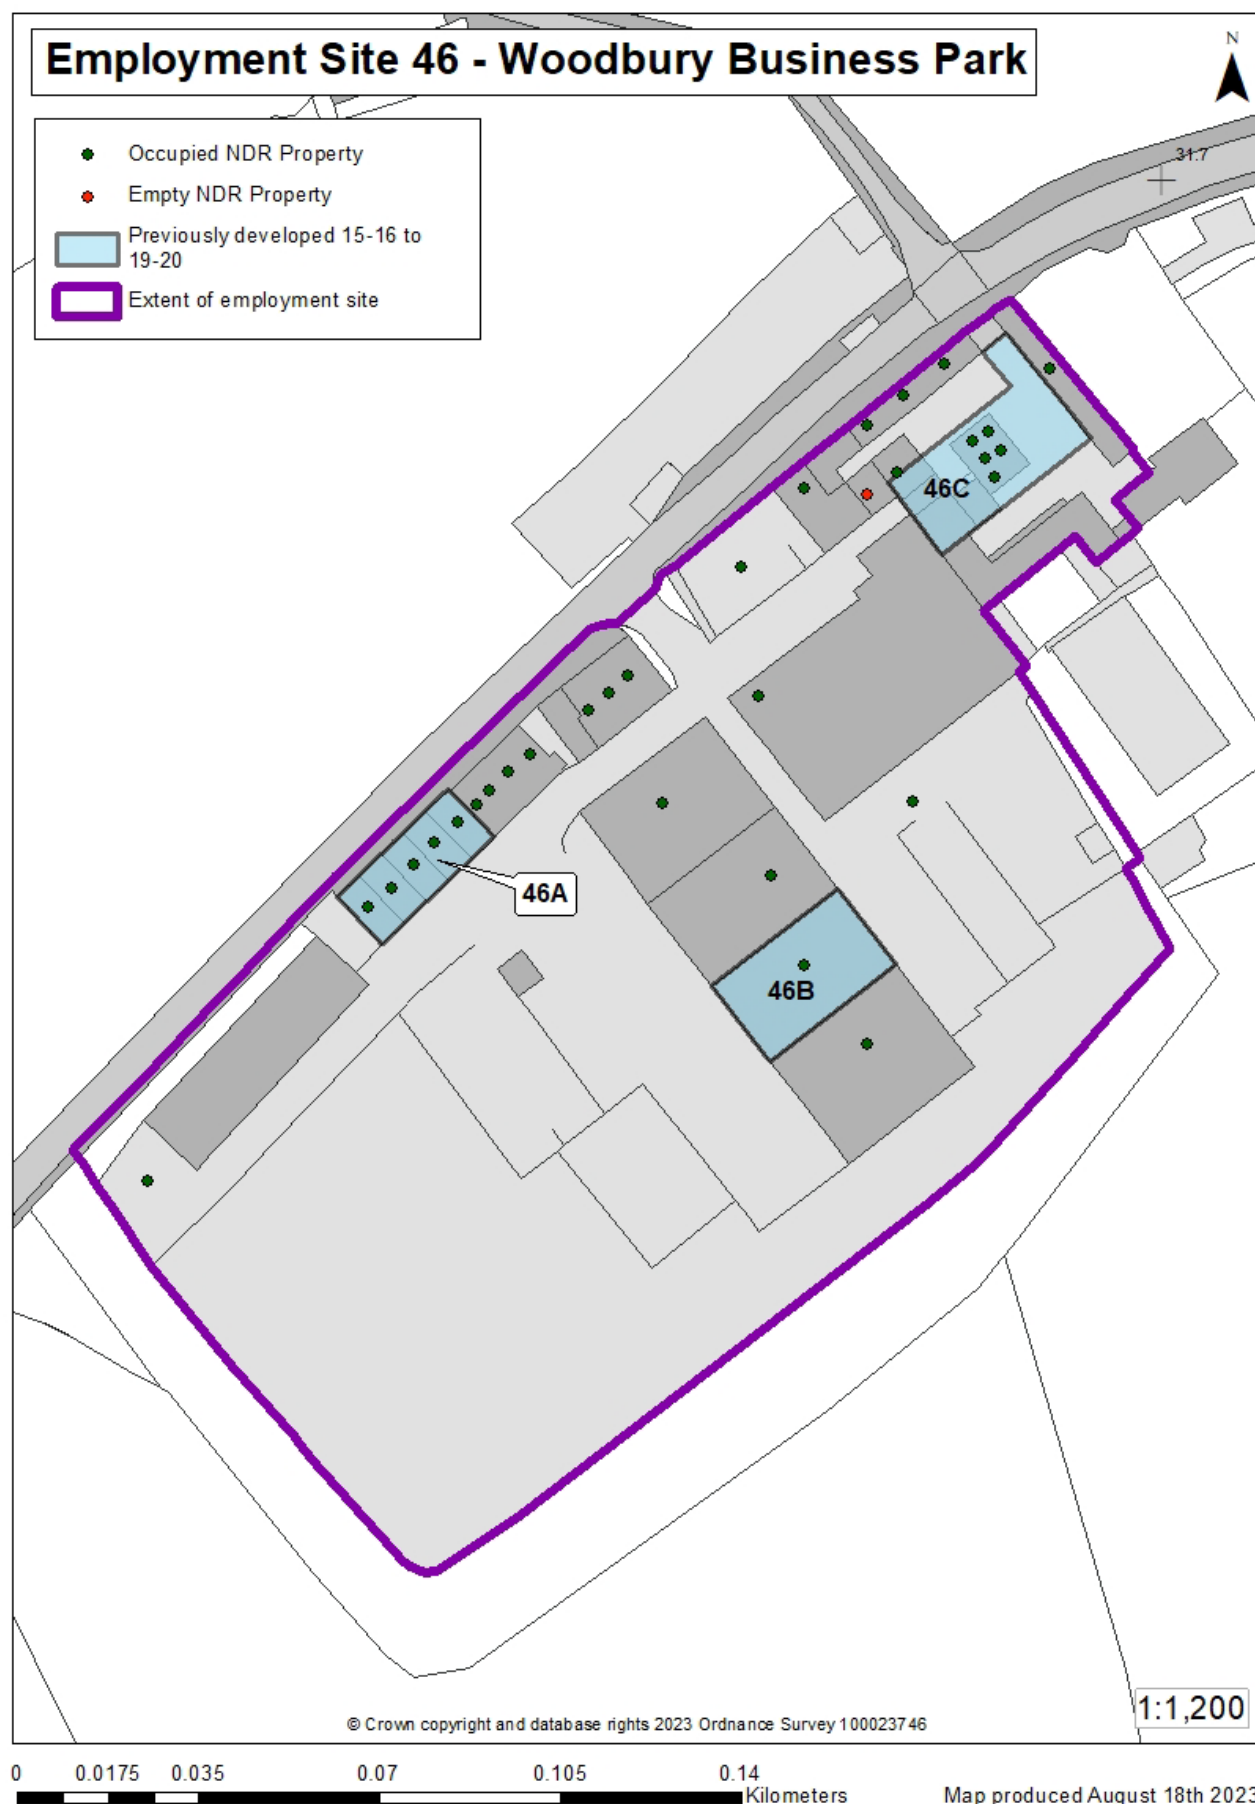 Employment Site 46 - Woodbury Business Park
N
Occupied NDR Property
Empty NDR Property
Previously developed 15-16 to
19-20
Extent of employment site
31.7
46C
46A
46B
1:1,200
© Crown copyright and database rights 2023 Ordnance Survey 100023746
0 0.0175 0.035 0.07 0.105 0.14
Kilometers
Map produced August 18th 2023